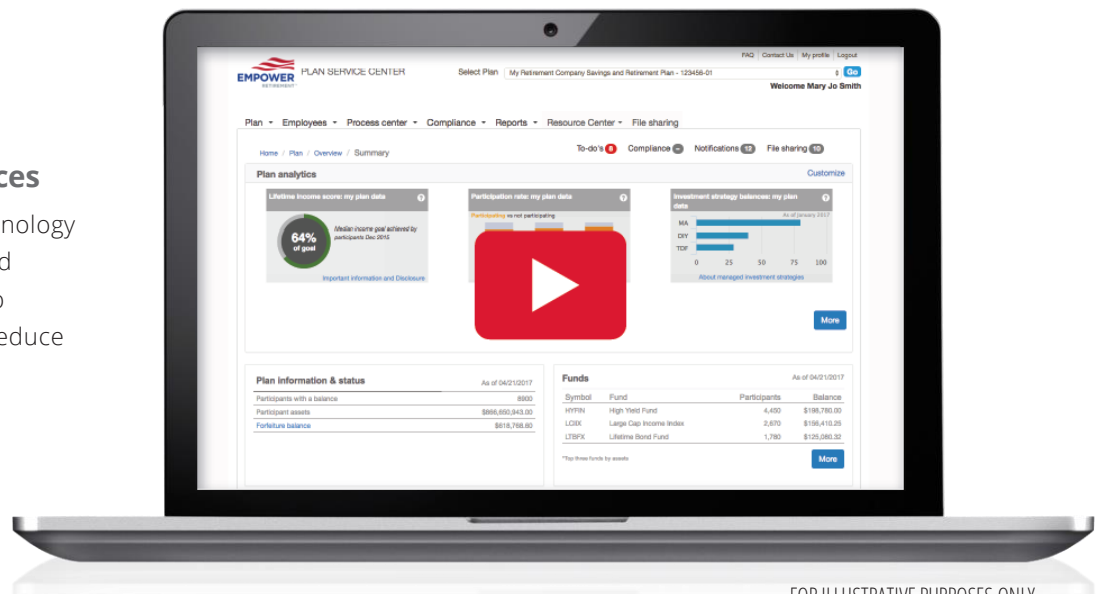 ces
nology
d
o
educe
FAQ Contact Us My profile Logout
EMPOWER
RETIREMENT
PLAN SERVICE CENTER
Select Plan My Retirement Company Savings and Retirement Plan - 123456-01 Go
Welcome Mary Jo Smith
Plan Employees Process center Compliance Reports Resource Center File sharing
Home / Plan / Overview / Summary
To-do's 8 Compliance – Notifications 12 File sharing 10
Plan analytics Customize
Lifetime income score: my plan data ?
64%
of goal
Median income goal achieved by
participants Dec 2015
Important information and Disclosure
Participation rate: my plan data ?
Participating vs not participating
Investment strategy balances: my plan ?
data
As of January 2017
MA
DIY
TDF
0 25 50 75 100
About managed investment strategies
More
Plan information & status As of 04/21/2017
Participants with a balance 8900
Participant assets
Forfeiture balance $618,768.60
Funds As of 04/21/2017
Symbol Fund Participants Balance
HYFIN High Yield Fund 4,450 $198,780.00
LCIIX Large Cap Income Index 2,670 $156,410.25
LTBFX Lifetime Bond Fund 1,780 $125,080.32
*Top three funds by assets
More
FOR ILLUSTRATIVE PURPOSES ONLY